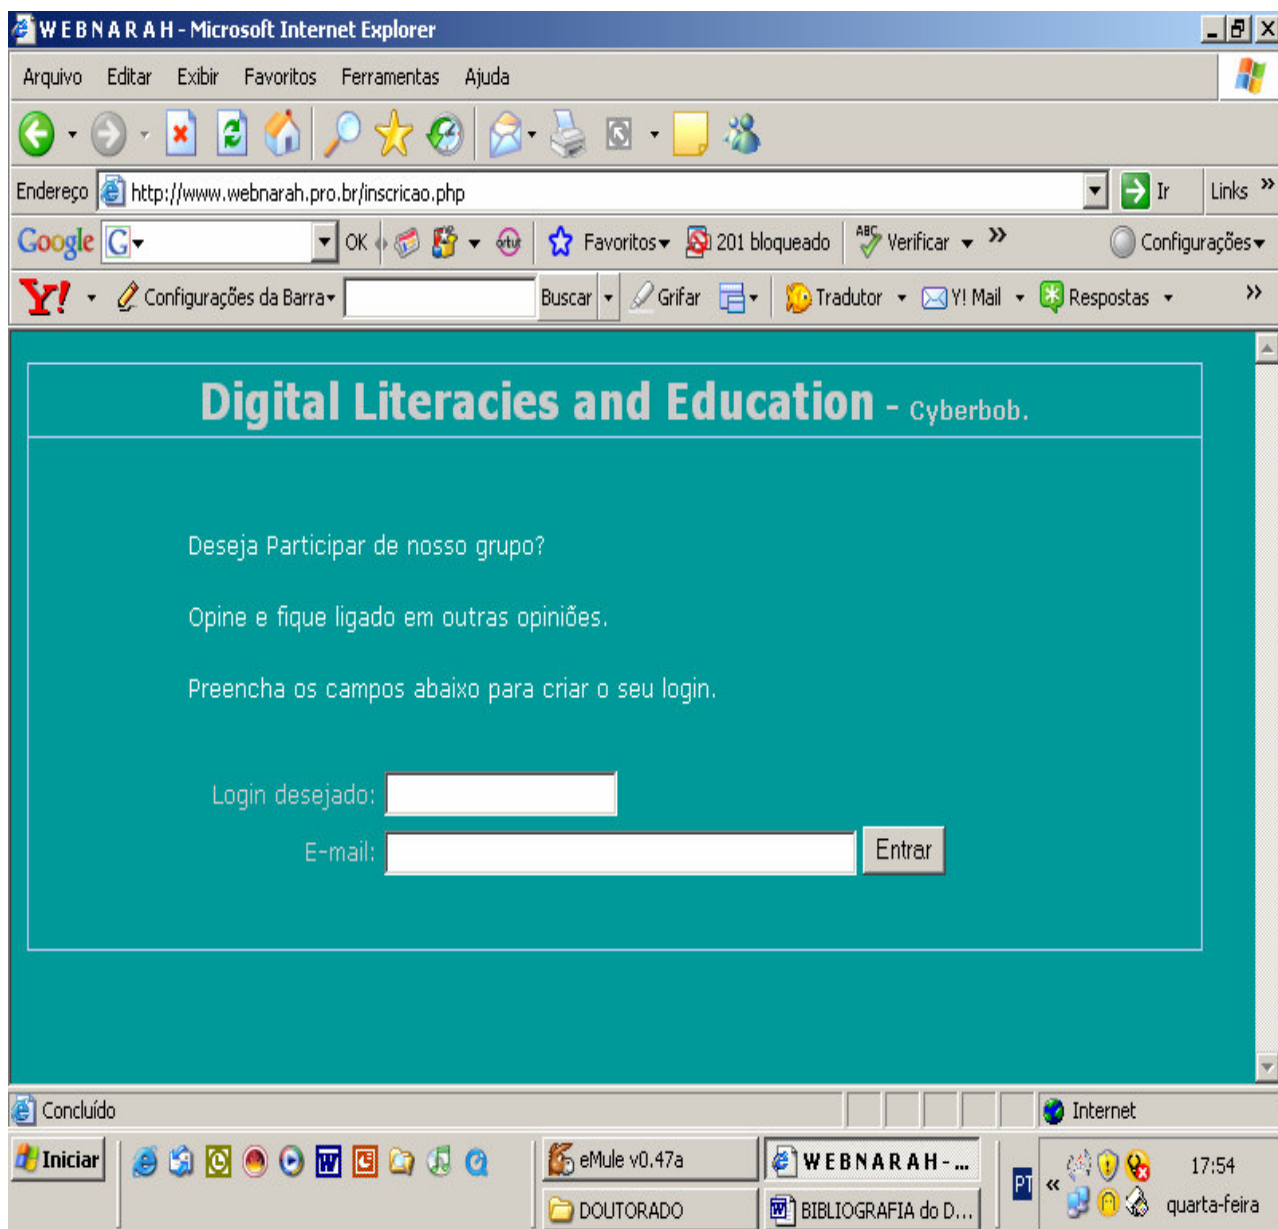 W E B N A R A H - Microsoft Internet Explorer
Arquivo Editar Exibir Favoritos Ferramentas Ajuda
Endereço http://www.webnarah.pro.br/inscricao.php Ir Links »
Google G OK ortut Favoritos 201 bloqueado ABC Verificar » Configurações
Y! Configurações da Barra Buscar Grifar Tradutor Y! Mail Respostas »
Digital Literacies and Education - Cyberbob.
Deseja Participar de nosso grupo?
Opine e fique ligado em outras opiniões.
Preencha os campos abaixo para criar o seu login.
Login desejado:
E-mail: Entrar
Concluído Internet
Iniciar eMule v0.47a W E B N A R A H - ... PT « 17:54
DOUTORADO BIBLIOGRAFIA do D... quarta-feira